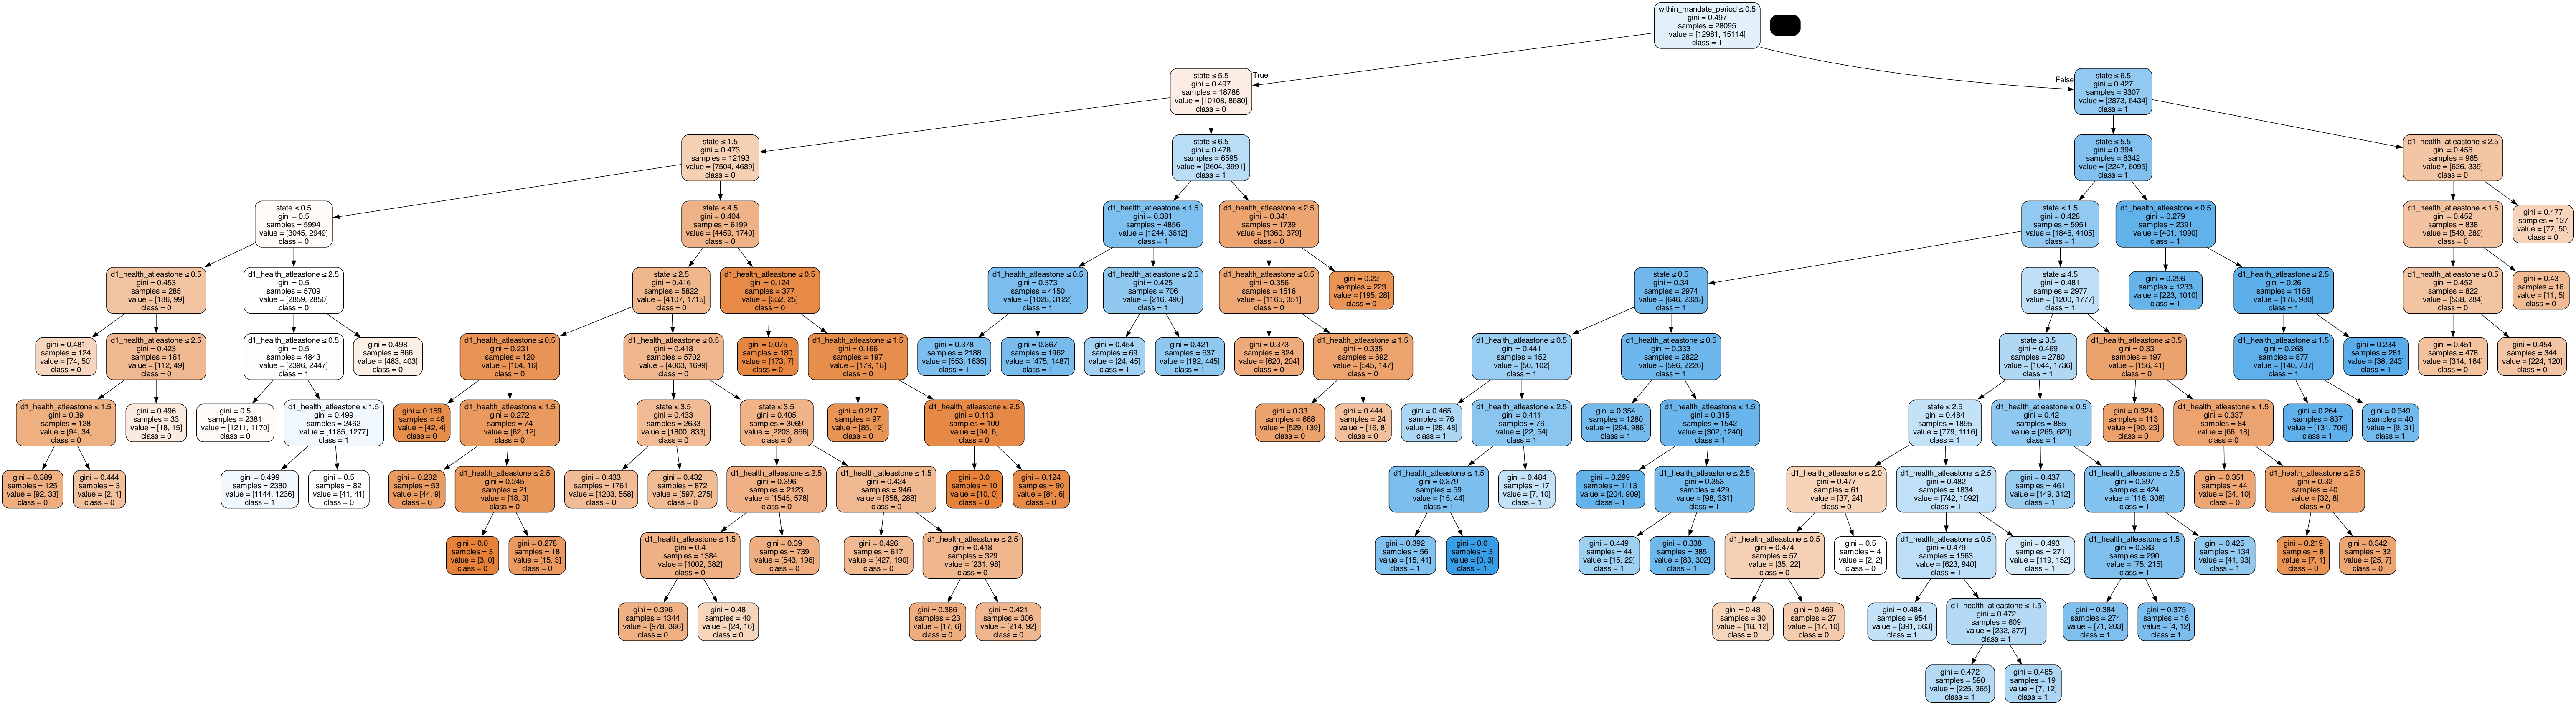 within_mandate_period ≤ 0.5
gini = 0.497
samples = 28095
value = [12981, 15114]
class = 1
True
False
state ≤ 5.5
gini = 0.497
samples = 18788
value = [10108, 8680]
class = 0
state ≤ 6.5
gini = 0.427
samples = 9307
value = [2873, 6434]
class = 1
state ≤ 1.5
gini = 0.473
samples = 12193
value = [7504, 4689]
class = 0
state ≤ 6.5
gini = 0.478
samples = 6595
value = [2604, 3991]
class = 1
state ≤ 5.5
gini = 0.394
samples = 8342
value = [2247, 6095]
class = 1
d1_health_atleastone ≤ 2.5
gini = 0.456
samples = 965
value = [626, 339]
class = 0
state ≤ 0.5
gini = 0.5
samples = 5994
value = [3045, 2949]
class = 0
state ≤ 4.5
gini = 0.404
samples = 6199
value = [4459, 1740]
class = 0
d1_health_atleastone ≤ 1.5
gini = 0.381
samples = 4856
value = [1244, 3612]
class = 1
d1_health_atleastone ≤ 2.5
gini = 0.341
samples = 1739
value = [1360, 379]
class = 0
state ≤ 1.5
gini = 0.428
samples = 5951
value = [1846, 4105]
class = 1
d1_health_atleastone ≤ 0.5
gini = 0.279
samples = 2391
value = [401, 1990]
class = 1
d1_health_atleastone ≤ 1.5
gini = 0.452
samples = 838
value = [549, 289]
class = 0
gini = 0.477
samples = 127
value = [77, 50]
class = 0
d1_health_atleastone ≤ 0.5
gini = 0.453
samples = 285
value = [186, 99]
class = 0
d1_health_atleastone ≤ 2.5
gini = 0.5
samples = 5709
value = [2859, 2850]
class = 0
state ≤ 2.5
gini = 0.416
samples = 5822
value = [4107, 1715]
class = 0
d1_health_atleastone ≤ 0.5
gini = 0.124
samples = 377
value = [352, 25]
class = 0
d1_health_atleastone ≤ 0.5
gini = 0.373
samples = 4150
value = [1028, 3122]
class = 1
d1_health_atleastone ≤ 2.5
gini = 0.425
samples = 706
value = [216, 490]
class = 1
d1_health_atleastone ≤ 0.5
gini = 0.356
samples = 1516
value = [1165, 351]
class = 0
gini = 0.22
samples = 223
value = [195, 28]
class = 0
state ≤ 0.5
gini = 0.34
samples = 2974
value = [646, 2328]
class = 1
state ≤ 4.5
gini = 0.481
samples = 2977
value = [1200, 1777]
class = 1
gini = 0.296
samples = 1233
value = [223, 1010]
class = 1
d1_health_atleastone ≤ 2.5
gini = 0.26
samples = 1158
value = [178, 980]
class = 1
d1_health_atleastone ≤ 0.5
gini = 0.452
samples = 822
value = [538, 284]
class = 0
gini = 0.43
samples = 16
value = [11, 5]
class = 0
gini = 0.481
samples = 124
value = [74, 50]
class = 0
d1_health_atleastone ≤ 2.5
gini = 0.423
samples = 161
value = [112, 49]
class = 0
d1_health_atleastone ≤ 0.5
gini = 0.5
samples = 4843
value = [2396, 2447]
class = 1
gini = 0.498
samples = 866
value = [463, 403]
class = 0
d1_health_atleastone ≤ 0.5
gini = 0.231
samples = 120
value = [104, 16]
class = 0
d1_health_atleastone ≤ 0.5
gini = 0.418
samples = 5702
value = [4003, 1699]
class = 0
gini = 0.075
samples = 180
value = [173, 7]
class = 0
d1_health_atleastone ≤ 1.5
gini = 0.166
samples = 197
value = [179, 18]
class = 0
gini = 0.378
samples = 2188
value = [553, 1635]
class = 1
gini = 0.367
samples = 1962
value = [475, 1487]
class = 1
gini = 0.454
samples = 69
value = [24, 45]
class = 1
gini = 0.421
samples = 637
value = [192, 445]
class = 1
gini = 0.373
samples = 824
value = [620, 204]
class = 0
d1_health_atleastone ≤ 1.5
gini = 0.335
samples = 692
value = [545, 147]
class = 0
d1_health_atleastone ≤ 0.5
gini = 0.441
samples = 152
value = [50, 102]
class = 1
d1_health_atleastone ≤ 0.5
gini = 0.333
samples = 2822
value = [596, 2226]
class = 1
state ≤ 3.5
gini = 0.469
samples = 2780
value = [1044, 1736]
class = 1
d1_health_atleastone ≤ 0.5
gini = 0.33
samples = 197
value = [156, 41]
class = 0
d1_health_atleastone ≤ 1.5
gini = 0.268
samples = 877
value = [140, 737]
class = 1
gini = 0.234
samples = 281
value = [38, 243]
class = 1
gini = 0.451
samples = 478
value = [314, 164]
class = 0
gini = 0.454
samples = 344
value = [224, 120]
class = 0
d1_health_atleastone ≤ 1.5
gini = 0.39
samples = 128
value = [94, 34]
class = 0
gini = 0.496
samples = 33
value = [18, 15]
class = 0
gini = 0.5
samples = 2381
value = [1211, 1170]
class = 0
d1_health_atleastone ≤ 1.5
gini = 0.499
samples = 2462
value = [1185, 1277]
class = 1
gini = 0.159
samples = 46
value = [42, 4]
class = 0
d1_health_atleastone ≤ 1.5
gini = 0.272
samples = 74
value = [62, 12]
class = 0
state ≤ 3.5
gini = 0.433
samples = 2633
value = [1800, 833]
class = 0
state ≤ 3.5
gini = 0.405
samples = 3069
value = [2203, 866]
class = 0
gini = 0.217
samples = 97
value = [85, 12]
class = 0
d1_health_atleastone ≤ 2.5
gini = 0.113
samples = 100
value = [94, 6]
class = 0
gini = 0.33
samples = 668
value = [529, 139]
class = 0
gini = 0.444
samples = 24
value = [16, 8]
class = 0
gini = 0.465
samples = 76
value = [28, 48]
class = 1
d1_health_atleastone ≤ 2.5
gini = 0.411
samples = 76
value = [22, 54]
class = 1
gini = 0.354
samples = 1280
value = [294, 986]
class = 1
d1_health_atleastone ≤ 1.5
gini = 0.315
samples = 1542
value = [302, 1240]
class = 1
state ≤ 2.5
gini = 0.484
samples = 1895
value = [779, 1116]
class = 1
d1_health_atleastone ≤ 0.5
gini = 0.42
samples = 885
value = [265, 620]
class = 1
gini = 0.324
samples = 113
value = [90, 23]
class = 0
d1_health_atleastone ≤ 1.5
gini = 0.337
samples = 84
value = [66, 18]
class = 0
gini = 0.264
samples = 837
value = [131, 706]
class = 1
gini = 0.349
samples = 40
value = [9, 31]
class = 1
gini = 0.389
samples = 125
value = [92, 33]
class = 0
gini = 0.444
samples = 3
value = [2, 1]
class = 0
gini = 0.499
samples = 2380
value = [1144, 1236]
class = 1
gini = 0.5
samples = 82
value = [41, 41]
class = 0
gini = 0.282
samples = 53
value = [44, 9]
class = 0
d1_health_atleastone ≤ 2.5
gini = 0.245
samples = 21
value = [18, 3]
class = 0
gini = 0.433
samples = 1761
value = [1203, 558]
class = 0
gini = 0.432
samples = 872
value = [597, 275]
class = 0
d1_health_atleastone ≤ 2.5
gini = 0.396
samples = 2123
value = [1545, 578]
class = 0
d1_health_atleastone ≤ 1.5
gini = 0.424
samples = 946
value = [658, 288]
class = 0
gini = 0.0
samples = 10
value = [10, 0]
class = 0
gini = 0.124
samples = 90
value = [84, 6]
class = 0
d1_health_atleastone ≤ 1.5
gini = 0.379
samples = 59
value = [15, 44]
class = 1
gini = 0.484
samples = 17
value = [7, 10]
class = 1
gini = 0.299
samples = 1113
value = [204, 909]
class = 1
d1_health_atleastone ≤ 2.5
gini = 0.353
samples = 429
value = [98, 331]
class = 1
d1_health_atleastone ≤ 2.0
gini = 0.477
samples = 61
value = [37, 24]
class = 0
d1_health_atleastone ≤ 2.5
gini = 0.482
samples = 1834
value = [742, 1092]
class = 1
gini = 0.437
samples = 461
value = [149, 312]
class = 1
d1_health_atleastone ≤ 2.5
gini = 0.397
samples = 424
value = [116, 308]
class = 1
gini = 0.351
samples = 44
value = [34, 10]
class = 0
d1_health_atleastone ≤ 2.5
gini = 0.32
samples = 40
value = [32, 8]
class = 0
gini = 0.0
samples = 3
value = [3, 0]
class = 0
gini = 0.278
samples = 18
value = [15, 3]
class = 0
d1_health_atleastone ≤ 1.5
gini = 0.4
samples = 1384
value = [1002, 382]
class = 0
gini = 0.39
samples = 739
value = [543, 196]
class = 0
gini = 0.426
samples = 617
value = [427, 190]
class = 0
d1_health_atleastone ≤ 2.5
gini = 0.418
samples = 329
value = [231, 98]
class = 0
gini = 0.392
samples = 56
value = [15, 41]
class = 1
gini = 0.0
samples = 3
value = [0, 3]
class = 1
gini = 0.449
samples = 44
value = [15, 29]
class = 1
gini = 0.338
samples = 385
value = [83, 302]
class = 1
d1_health_atleastone ≤ 0.5
gini = 0.474
samples = 57
value = [35, 22]
class = 0
gini = 0.5
samples = 4
value = [2, 2]
class = 0
d1_health_atleastone ≤ 0.5
gini = 0.479
samples = 1563
value = [623, 940]
class = 1
gini = 0.493
samples = 271
value = [119, 152]
class = 1
d1_health_atleastone ≤ 1.5
gini = 0.383
samples = 290
value = [75, 215]
class = 1
gini = 0.425
samples = 134
value = [41, 93]
class = 1
gini = 0.219
samples = 8
value = [7, 1]
class = 0
gini = 0.342
samples = 32
value = [25, 7]
class = 0
gini = 0.396
samples = 1344
value = [978, 366]
class = 0
gini = 0.48
samples = 40
value = [24, 16]
class = 0
gini = 0.386
samples = 23
value = [17, 6]
class = 0
gini = 0.421
samples = 306
value = [214, 92]
class = 0
gini = 0.48
samples = 30
value = [18, 12]
class = 0
gini = 0.466
samples = 27
value = [17, 10]
class = 0
gini = 0.484
samples = 954
value = [391, 563]
class = 1
d1_health_atleastone ≤ 1.5
gini = 0.472
samples = 609
value = [232, 377]
class = 1
gini = 0.384
samples = 274
value = [71, 203]
class = 1
gini = 0.375
samples = 16
value = [4, 12]
class = 1
gini = 0.472
samples = 590
value = [225, 365]
class = 1
gini = 0.465
samples = 19
value = [7, 12]
class = 1